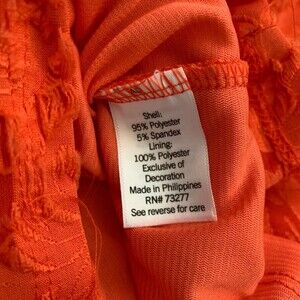 Shell:
95% Polyester
5% Spandex
Lining:
100% Polyester
Exclusive of
Decoration
Made in Philippines
RN# 73277
See reverse for care